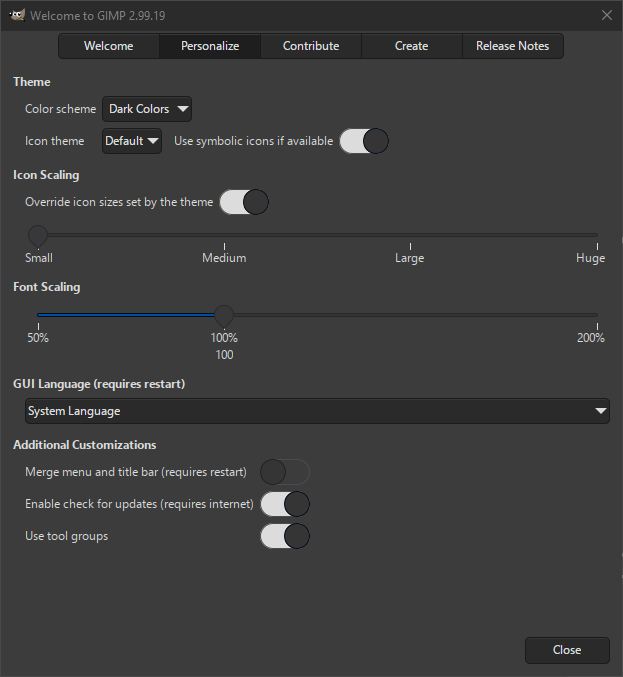 Welcome to GIMP 2.99.19
Welcome Personalize Contribute Create Release Notes
Theme
Color scheme Dark Colors
Icon theme Default Use symbolic icons if available
Icon Scaling
Override icon sizes set by the theme
Small Medium Large Huge
Font Scaling
50% 100% 200%
100
GUI Language (requires restart)
System Language
Additional Customizations
Merge menu and title bar (requires restart)
Enable check for updates (requires internet)
Use tool groups
Close